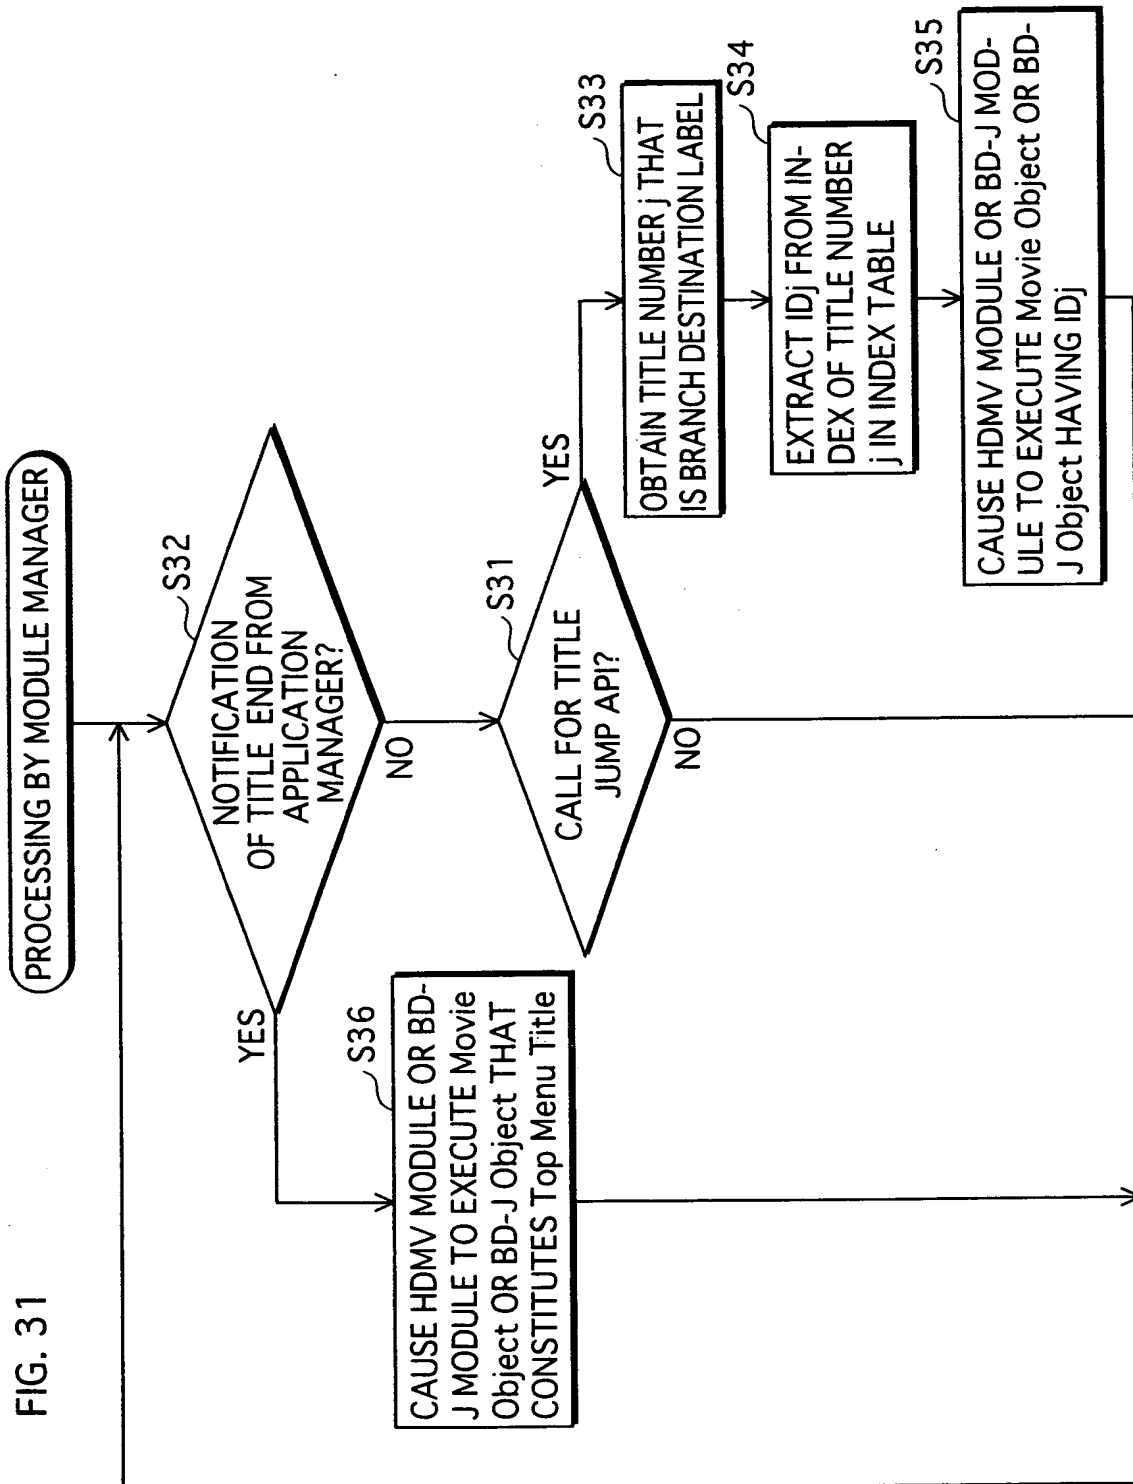 FIG. 31
PROCESSING BY MODULE MANAGER
S32
NOTIFICATION
OF TITLE END FROM
APPLICATION
MANAGER?
YES
NO
S36
CAUSE HDMV MODULE OR BD-
J MODULE TO EXECUTE Movie
Object OR BD-J Object THAT
CONSTITUTES Top Menu Title
S31
CALL FOR TITLE
JUMP API?
YES
NO
S33
OBTAIN TITLE NUMBER j THAT
IS BRANCH DESTINATION LABEL
S34
EXTRACT IDj FROM IN-
DEX OF TITLE NUMBER
j IN INDEX TABLE
S35
CAUSE HDMV MODULE OR BD-J MOD-
ULE TO EXECUTE Movie Object OR BD-
J Object HAVING IDj